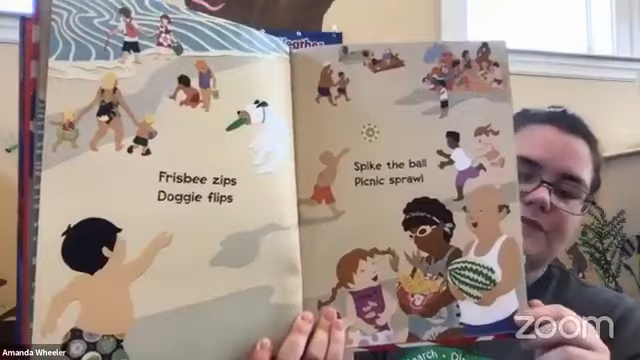 Frisbee zips
Doggie flips
Spike the ball
Picnic sprawl
Amanda Wheeler
zoom